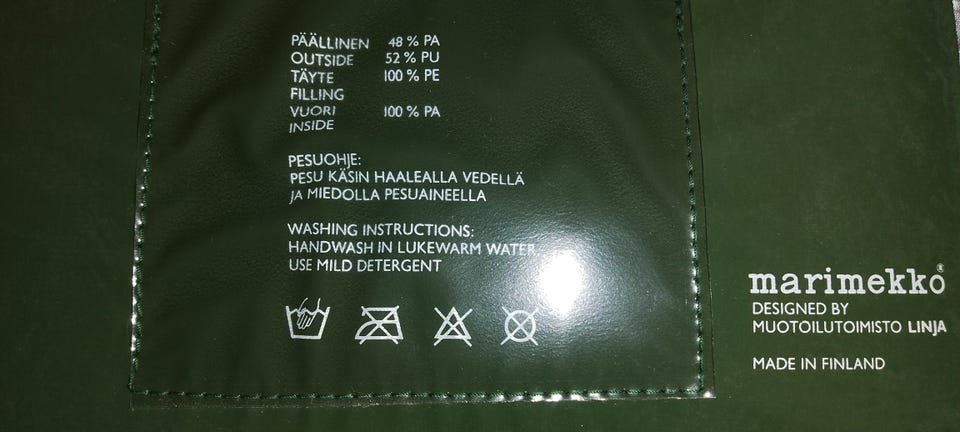 PÄÄLLINEN 48 % PA
OUTSIDE 52 % PU
TÄYTE 100 % PE
FILLING
VUORI 100 % PA
INSIDE
PESUOHJE:
PESU KÄSIN HAALEALLA VEDELLÄ
JA MIEDOLLA PESUAINEELLA
WASHING INSTRUCTIONS:
HANDWASH IN LUKEWARM WATER
USE MILD DETERGENT
marimekko®
DESIGNED BY
MUOTOILUTOIMISTO LINJA
MADE IN FINLAND